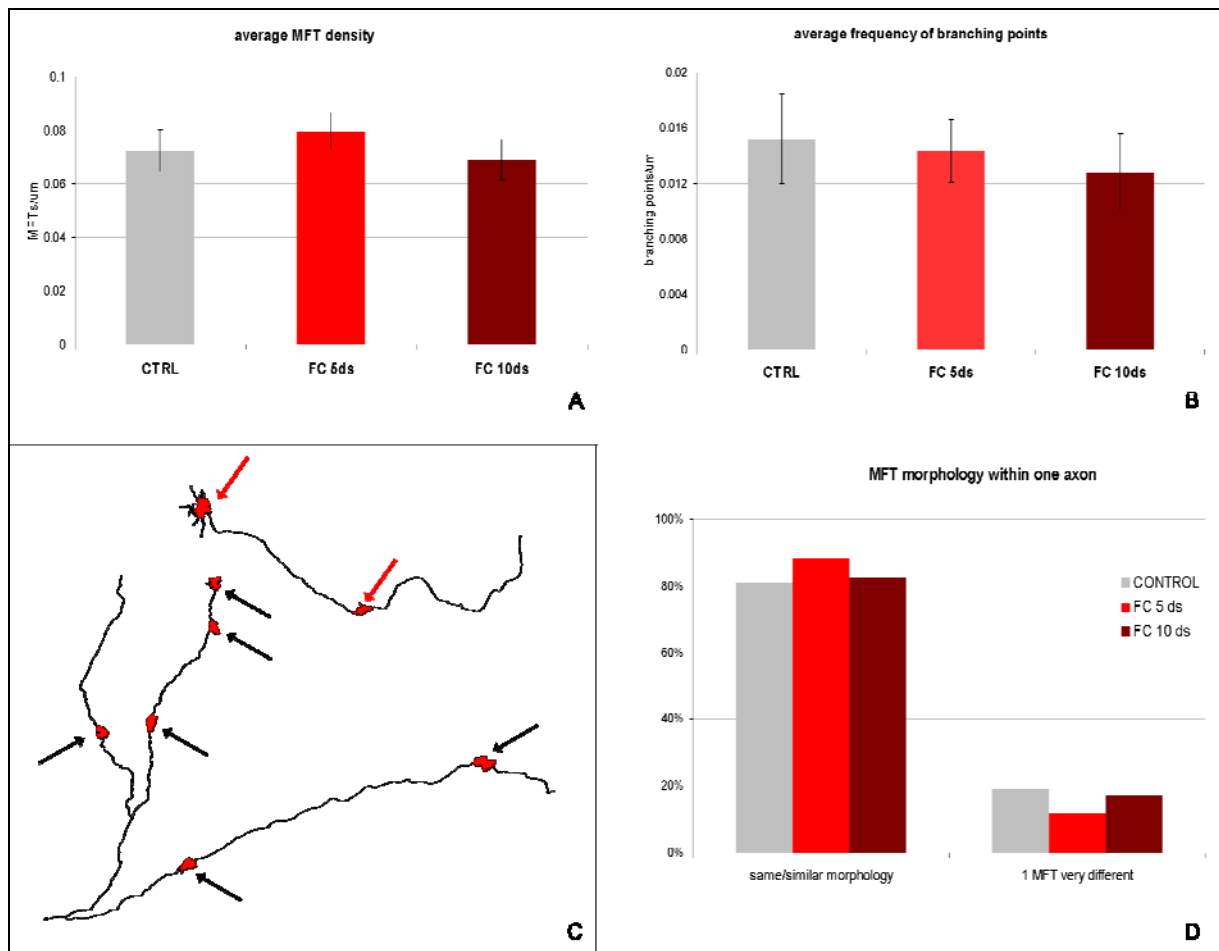 average MFT density
0.1
0.08
0.06
0.04
0.02
0
MFTs/um
CTRL
FC 5ds
FC 10ds
A
average frequency of branching points
0.02
0.016
0.012
0.008
0.004
0
branching points/um
CTRL
FC 5ds
FC 10ds
B
C
MFT morphology within one axon
100%
80%
60%
40%
20%
0%
same/similar morphology
1 MFT very different
CONTROL
FC 5 ds
FC 10 ds
D